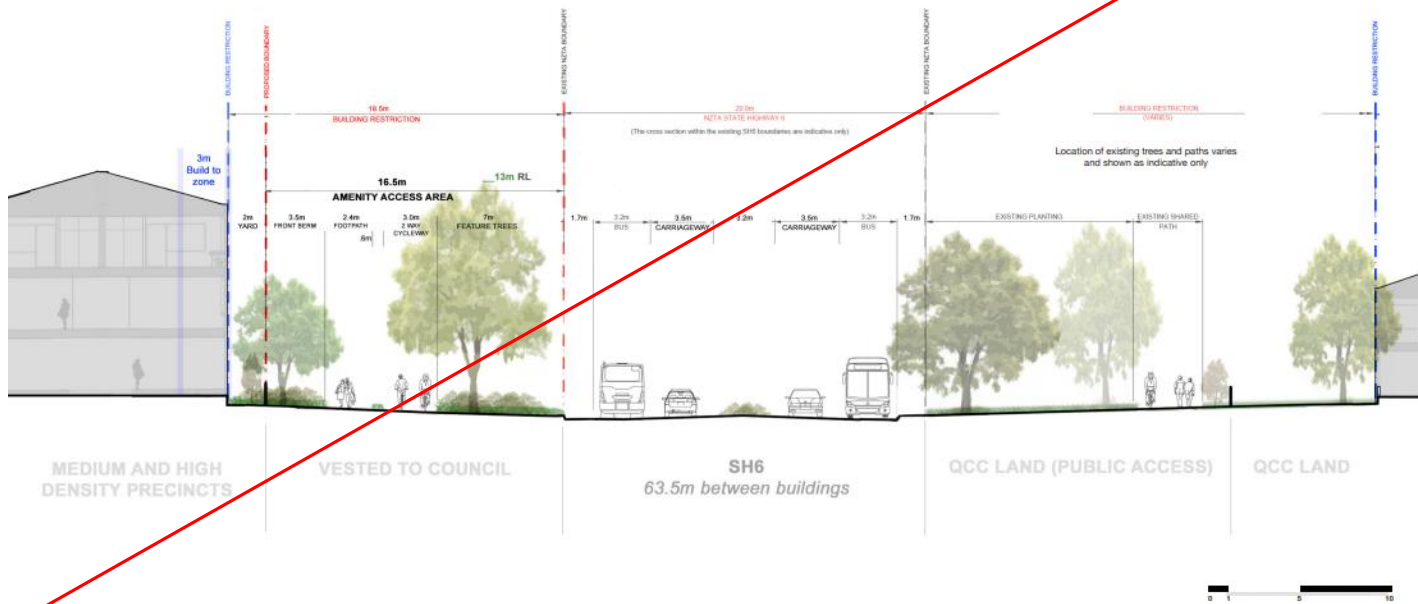 BUILDING RESTRICTION
PROPOSED BOUNDARY
EXISTING NZTA BOUNDARY
EXISTING NZTA BOUNDARY
BUILDING RESTRICTION
18.5m
BUILDING RESTRICTION
20.0m
NZTA STATE HIGHWAY 6
(The cross section within the existing SH6 boundaries are indicative only)
BUILDING RESTRICTION
(VARIES)
Location of existing trees and paths varies
and shown as indicative only
3m
Build to
zone
16.5m
AMENITY ACCESS AREA
13m RL
2m
YARD
3.5m
FRONT BERM
2.4m
FOOTPATH
.6m
3.0m
2 WAY
CYCLEWAY
7m
FEATURE TREES
1.7m
3.2m
BUS
3.5m
CARRIAGEWAY
3.2m
3.5m
CARRIAGEWAY
3.2m
BUS
1.7m
EXISTING PLANTING
EXISTING SHARED
PATH
MEDIUM AND HIGH
DENSITY PRECINCTS
VESTED TO COUNCIL
SH6
63.5m between buildings
QCC LAND (PUBLIC ACCESS)
QCC LAND
0 1 5 10